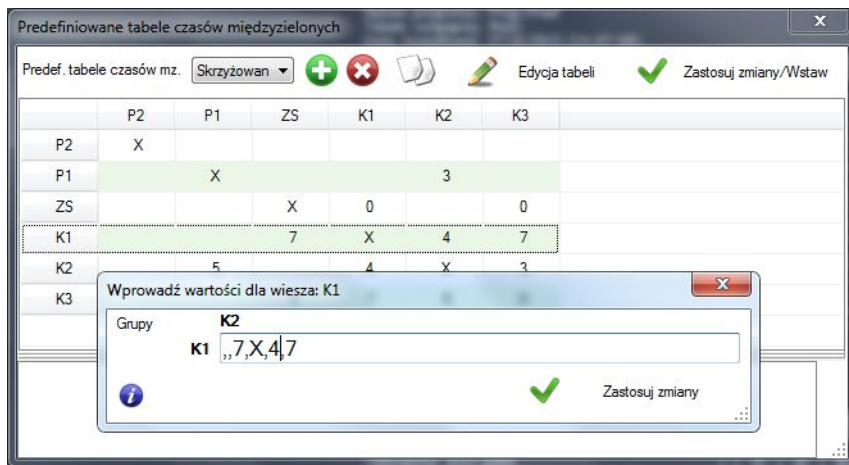 Predefiniowane tabele czasów międzyzielonych
Predef. tabele czasów mz. Skrzyżowan Edycja tabeli Zastosuj zmiany/Wstaw
P2 P1 ZS K1 K2 K3
P2 X
P1 X 3
ZS X 0 0
K1 7 X 4 7
K2 5 4 X 3
K3
Wprowadź wartości dla wiesza: K1
Grupy K2
K1 ,,7,X,4,7
Zastosuj zmiany